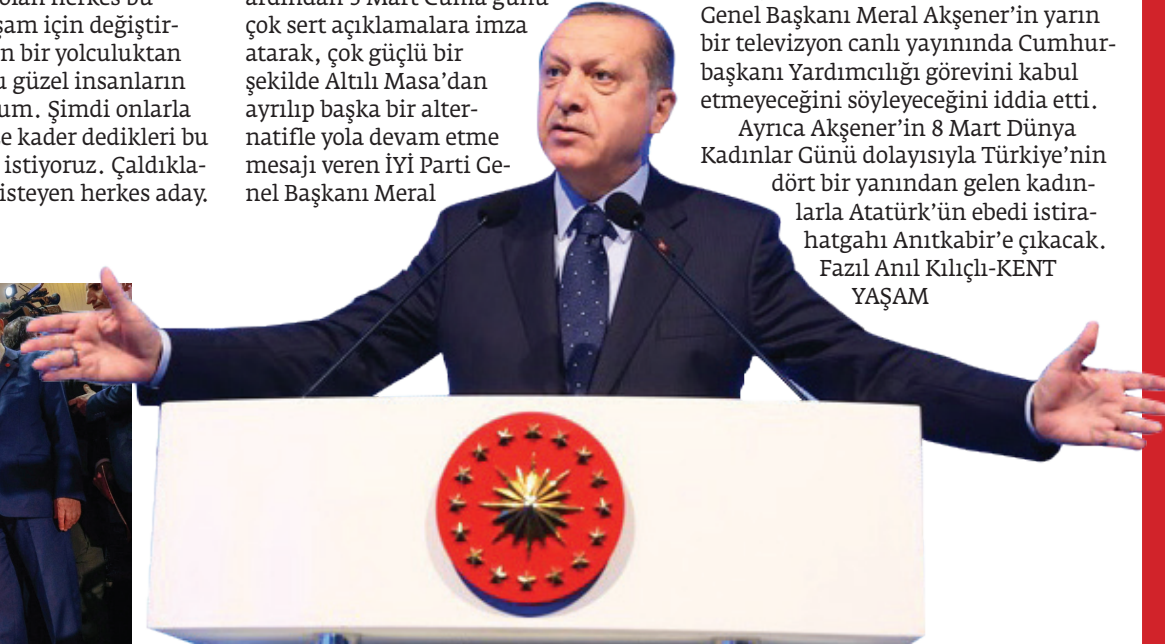 olan herkes bu
şam için değiştir-
n bir yolculuktan
u güzel insanların
um. Şimdi onlarla
e kader dedikleri bu
istiyoruz. Çaldıkla-
isteyen herkes aday.
ardından 3 Mart Cuma günü
çok sert açıklamalara imza
atarak, çok güçlü bir
şekilde Altılı Masa’dan
ayrılıp başka bir alter-
natifle yola devam etme
mesajı veren İYİ Parti Ge-
nel Başkanı Meral
Genel Başkanı Meral Akşener’in yarın
bir televizyon canlı yayınında Cumhur-
başkanı Yardımcılığı görevini kabul
etmeyeceğini söyleyeceğini iddia etti.
Ayrıca Akşener’in 8 Mart Dünya
Kadınlar Günü dolayısıyla Türkiye’nin
dört bir yanından gelen kadın-
larla Atatürk’ün ebedi istira-
hatgahı Anıtkabir’e çıkacak.
Fazıl Anıl Kılıçlı-KENT
YAŞAM